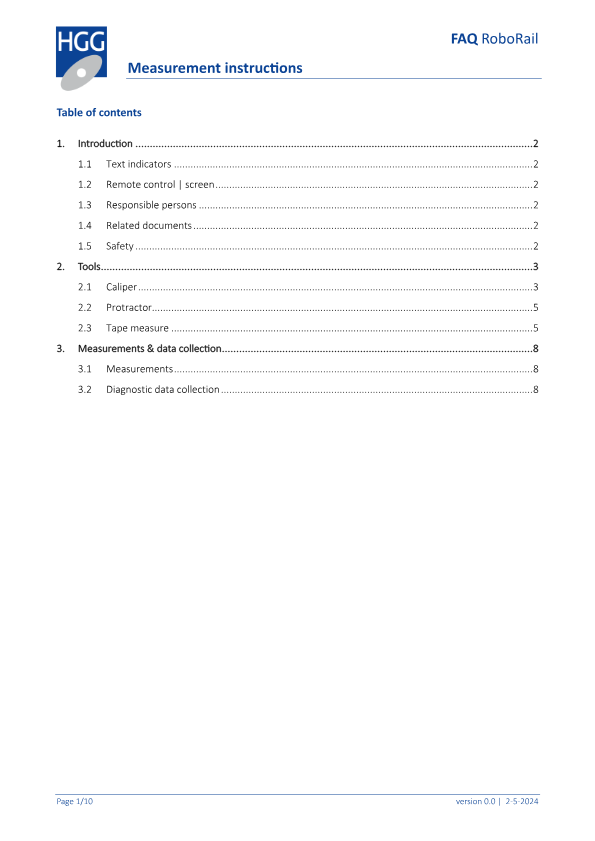 HGG
FAQ RoboRail
Measurement instructions
Table of contents
1. Introduction ........................................................................2
1.1 Text indicators ........................................................................2
1.2 Remote control | screen........................................................................2
1.3 Responsible persons ........................................................................2
1.4 Related documents........................................................................2
1.5 Safety........................................................................2
2. Tools........................................................................3
2.1 Caliper........................................................................3
2.2 Protractor........................................................................5
2.3 Tape measure ........................................................................5
3. Measurements & data collection........................................................................8
3.1 Measurements........................................................................8
3.2 Diagnostic data collection........................................................................8
Page 1/10
version 0.0 | 2-5-2024